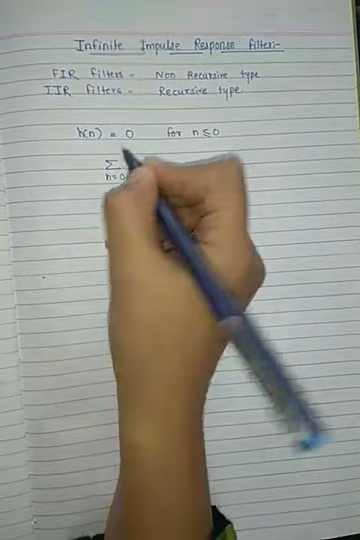 Infinite Impulse Response filter:-
FIR filters - Non Recursive type
IIR filters - Recursive type
h(n) = 0 for n ≤ 0
∑
n=0